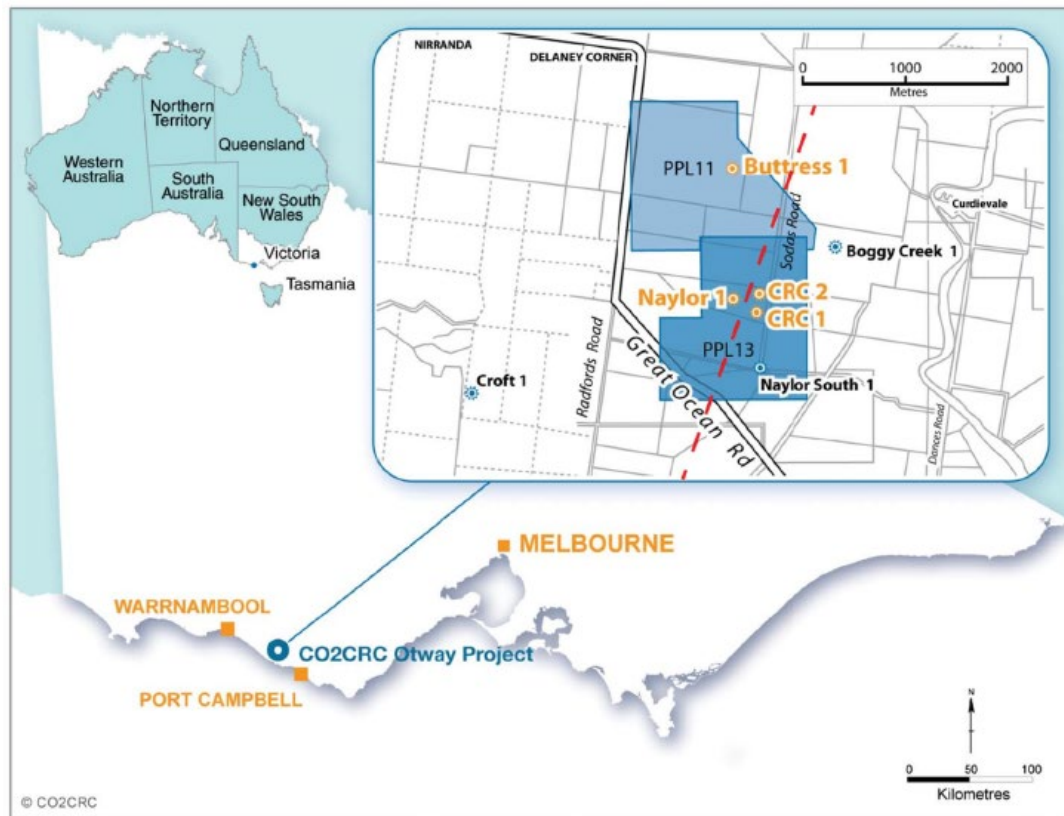 Northern
Territory
Queensland
Western
Australia
South
Australia
New South
Wales
Victoria
Tasmania
NIRRANDA
DELANEY CORNER
0 1000 2000
Metres
PPL11
Buttress 1
Sodas Road
Curdievale
Boggy Creek 1
Naylor 1
CRC 2
CRC 1
PPL13
Radfords Road
Great Ocean Rd
Croft 1
Naylor South 1
Dances Road
MELBOURNE
WARRNAMBOOL
CO2CRC Otway Project
PORT CAMPBELL
N
0 50 100
Kilometres
© CO2CRC